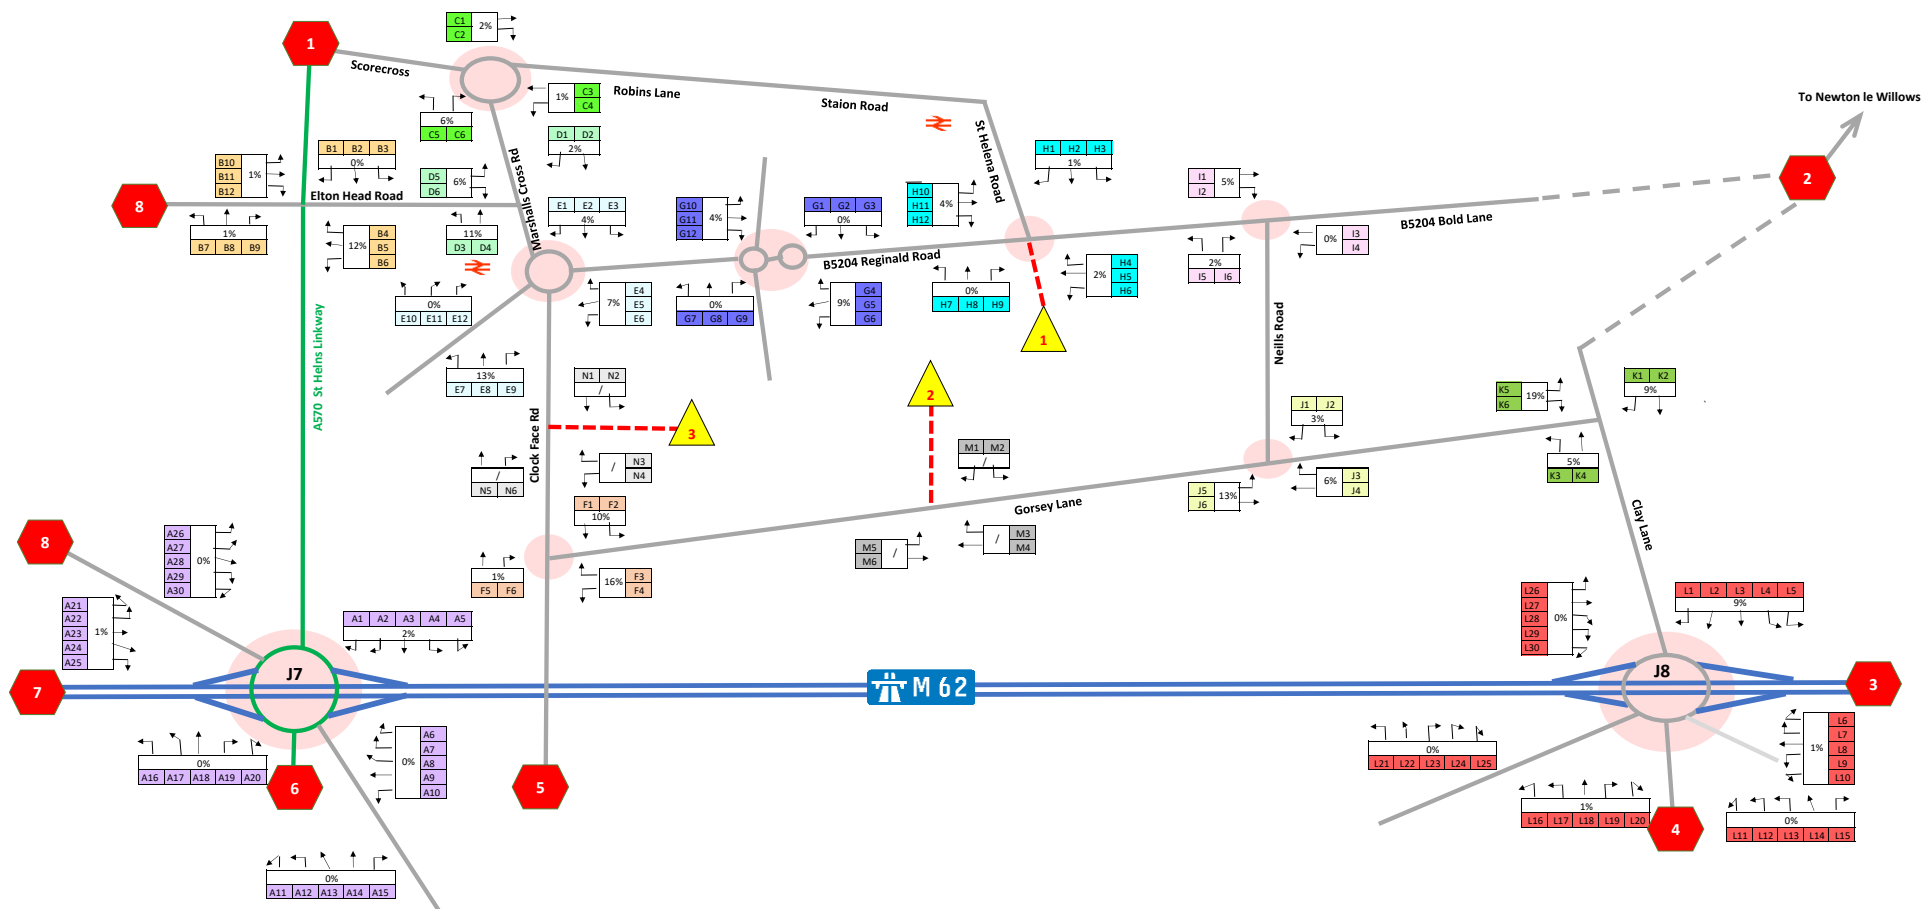 1
C1
C2
2%
Scorecross
Robins Lane
Staion Road
To Newton le Willows
6%
C5 C6
1%
C3
C4
D1 D2
2%
B1 B2 B3
0%
B10
B11
B12
1%
D5
D6
6%
Marshalls Cross Rd
St Helena Road
H1 H2 H3
1%
I1
I2
5%
2
8
Elton Head Road
E1 E2 E3
4%
G10
G11
G12
4%
G1 G2 G3
0%
H10
H11
H12
4%
B5204 Bold Lane
1%
B7 B8 B9
12%
B4
B5
B6
11%
D3 D4
0%
I3
I4
B5204 Reginald Road
2%
H4
H5
H6
2%
I5 I6
0%
E10 E11 E12
7%
E4
E5
E6
0%
G7 G8 G9
9%
G4
G5
G6
0%
H7 H8 H9
1
Neills Road
A570 St Helns Linkway
13%
E7 E8 E9
N1 N2
/
2
K5
K6
19%
K1 K2
9%
J1 J2
3%
3
Clock Face Rd
M1 M2
/
/
N5 N6
/
N3
N4
5%
K3 K4
J5
J6
13%
6%
J3
J4
F1 F2
10%
Gorsey Lane
Clay Lane
8
A26
A27
A28
A29
A30
0%
M5
M6
/
/
M3
M4
1%
F5 F6
16%
F3
F4
A21
A22
A23
A24
A25
1%
A1 A2 A3 A4 A5
2%
L26
L27
L28
L29
L30
0%
L1 L2 L3 L4 L5
9%
J7
J8
7
M 62
3
0%
A16 A17 A18 A19 A20
0%
A6
A7
A8
A9
A10
6
5
0%
L21 L22 L23 L24 L25
1%
L6
L7
L8
L9
L10
1%
L16 L17 L18 L19 L20
4
0%
L11 L12 L13 L14 L15
0%
A11 A12 A13 A14 A15